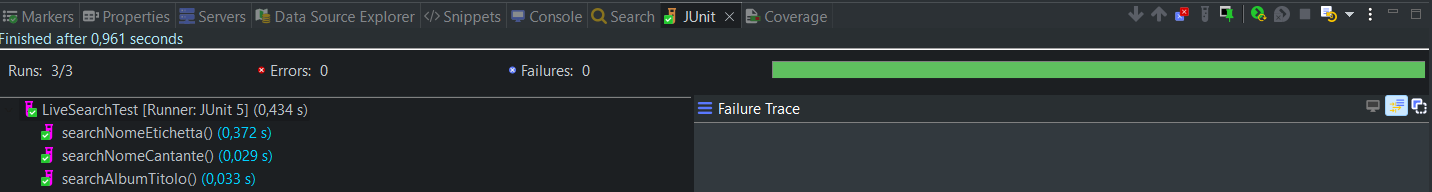 Markers Properties Servers Data Source Explorer Snippets Console Search JUnit Coverage
Finished after 0,961 seconds
Runs: 3/3 Errors: 0 Failures: 0
LiveSearchTest [Runner: JUnit 5] (0,434 s)
Failure Trace
searchNomeEtichetta() (0,372 s)
searchNomeCantante() (0,029 s)
searchAlbumTitolo() (0,033 s)